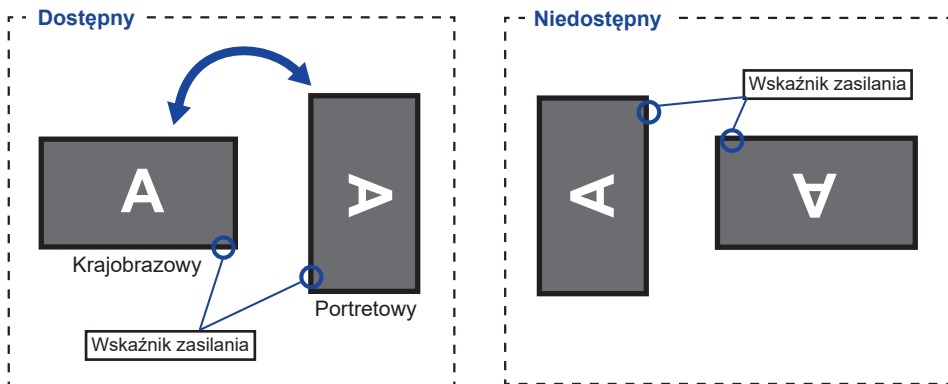 Dostępny
A
A
Krajobrazowy
Portretowy
Wskaźnik zasilania
Niedostępny
Wskaźnik zasilania
A
A